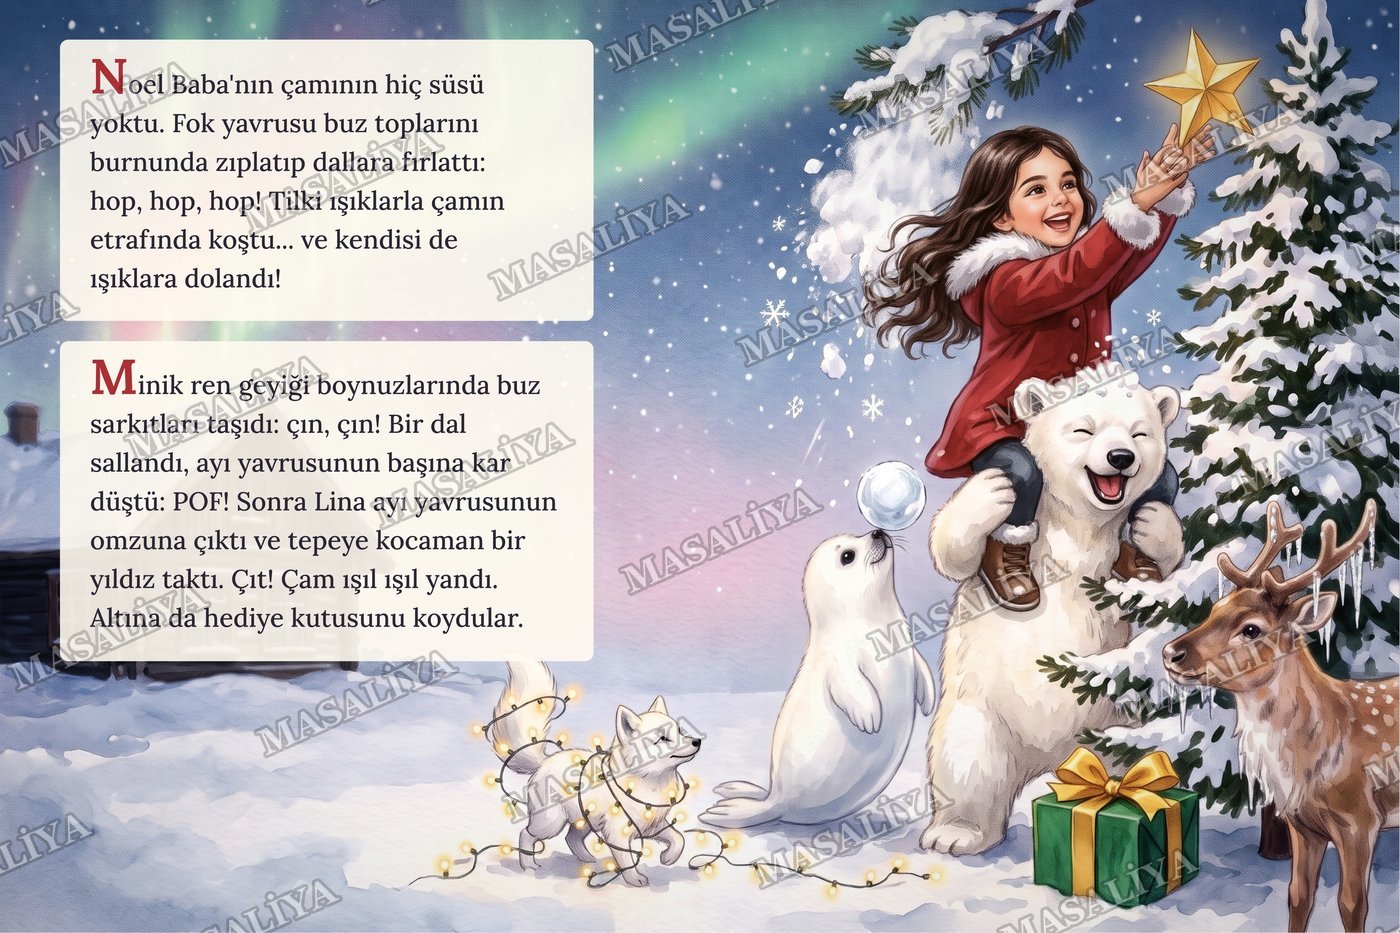 Noel Baba'nın çamının hiç süsü
yoktu. Fok yavrusu buz toplarını
burnunda zıplatıp dallara fırlattı:
hop, hop, hop! Tilki ışıklarla çamın
etrafında koştu... ve kendisi de
ışıklara dolandı!
Minik ren geyiği boynuzlarında buz
sarkıtları taşıdı: çın, çın! Bir dal
sallandı, ayı yavrusunun başına kar
düştü: POF! Sonra Lina ayı yavrusunun
omzuna çıktı ve tepeye kocaman bir
yıldız taktı. Çıt! Çam ışıl ışıl yandı.
Altına da hediye kutusunu koydular.
MASALİYA